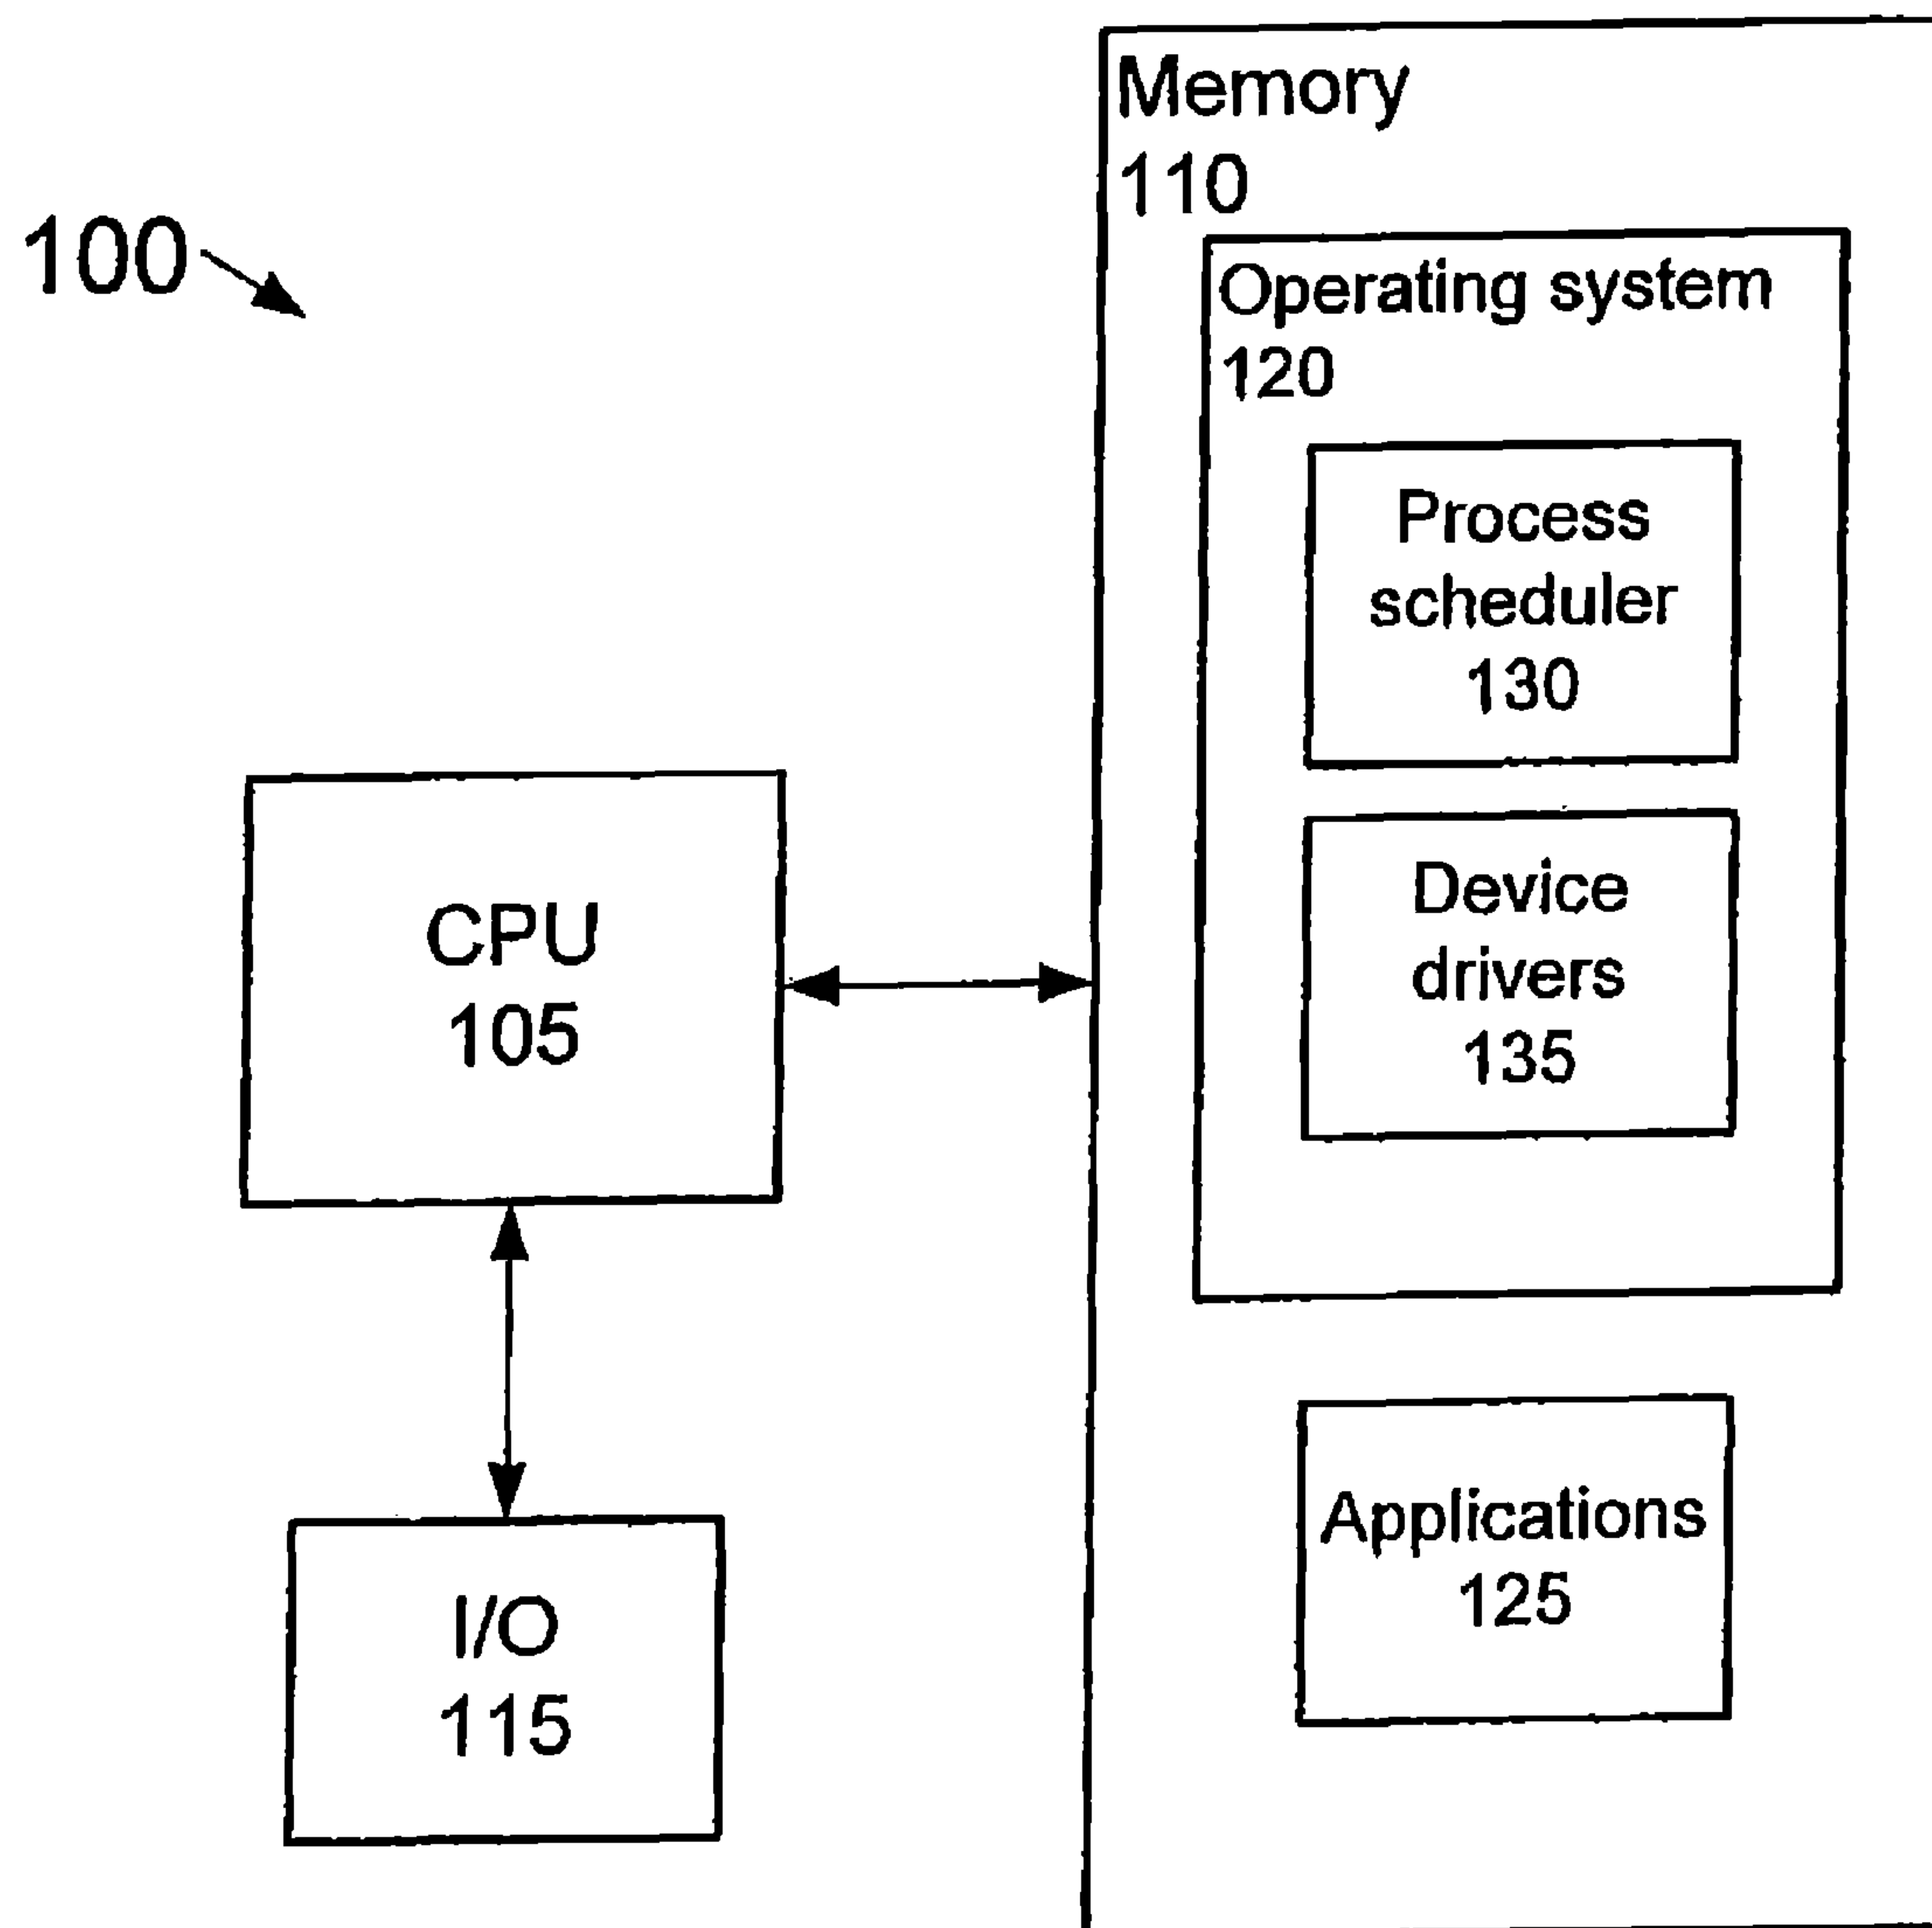 100
Memory
110
Operating system
120
Process
scheduler
130
Device
drivers
135
CPU
105
I/O
115
Applications
125